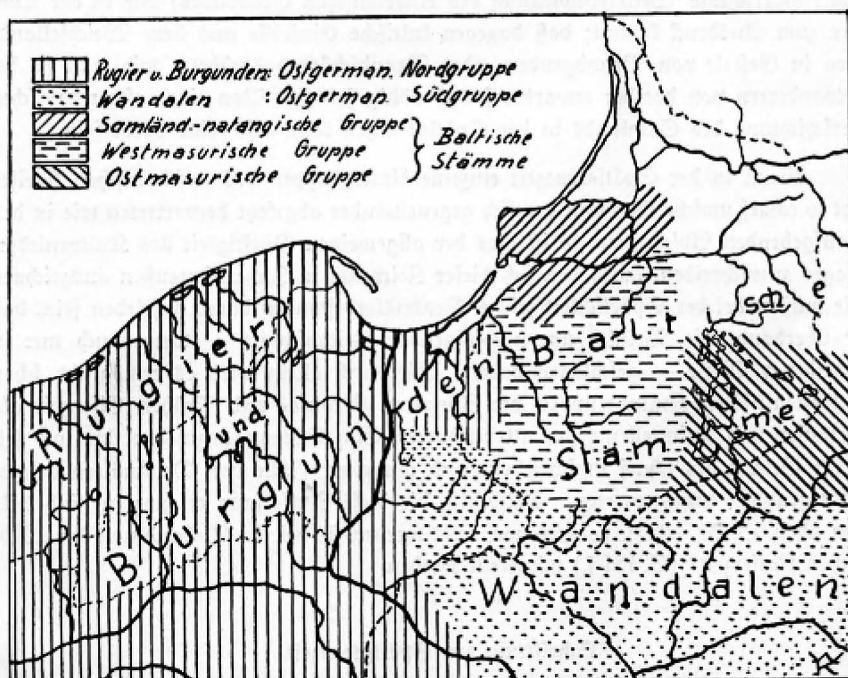 Rugier u. Burgunden: Ostgerman. Nordgruppe
Wandalen : Ostgerman. Südgruppe
Samländ.-natangische Gruppe
Westmasurische Gruppe
Ostmasurische Gruppe
Baltische
Stämme
Rugier
und
Burgunden
Baltische
Stämme
Wandalen